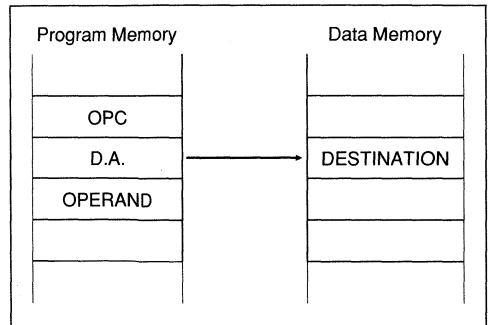 Program Memory
Data Memory
OPC
D.A.
DESTINATION
OPERAND